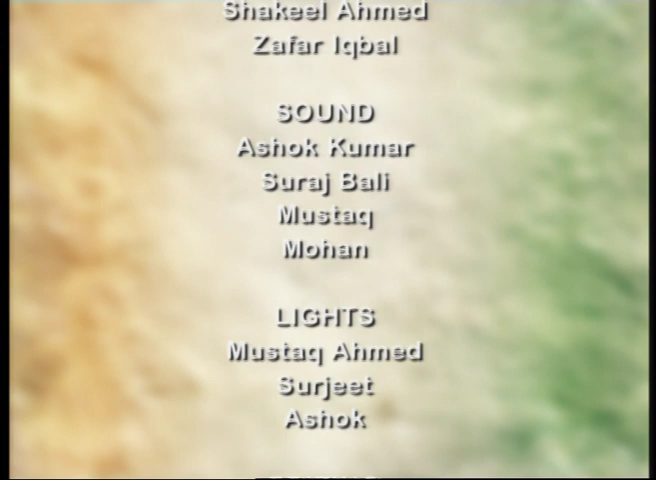 Shakeel Ahmed
Zafar Iqbal
SOUND
Ashok Kumar
Suraj Bali
Mustaq
Mohan
LIGHTS
Mustaq Ahmed
Surjeet
Ashok